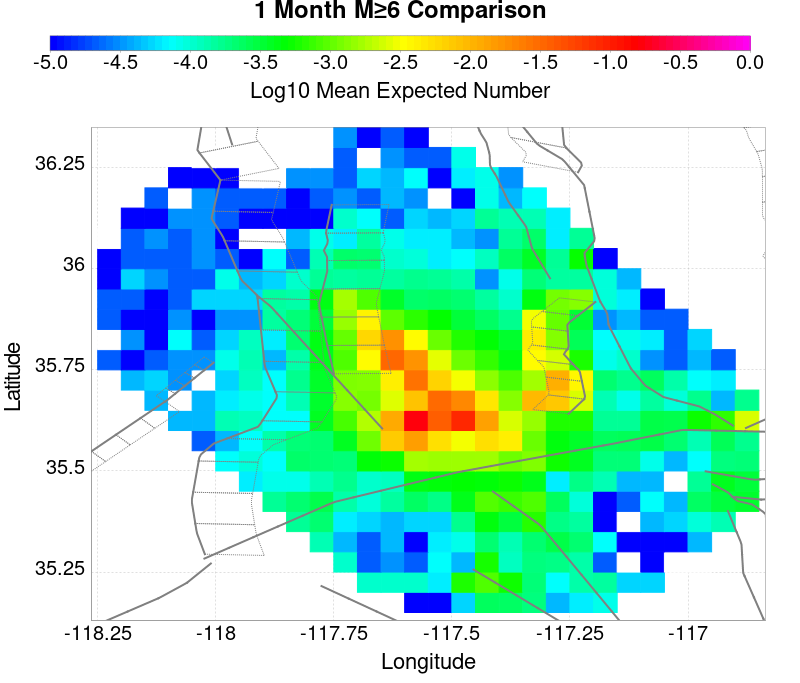 1 Month M≥6 Comparison
-5.0 -4.5 -4.0 -3.5 -3.0 -2.5 -2.0 -1.5 -1.0 -0.5 0.0
Log10 Mean Expected Number
36.25
36
35.75
35.5
35.25
Latitude
-118.25 -118 -117.75 -117.5 -117.25 -117
Longitude